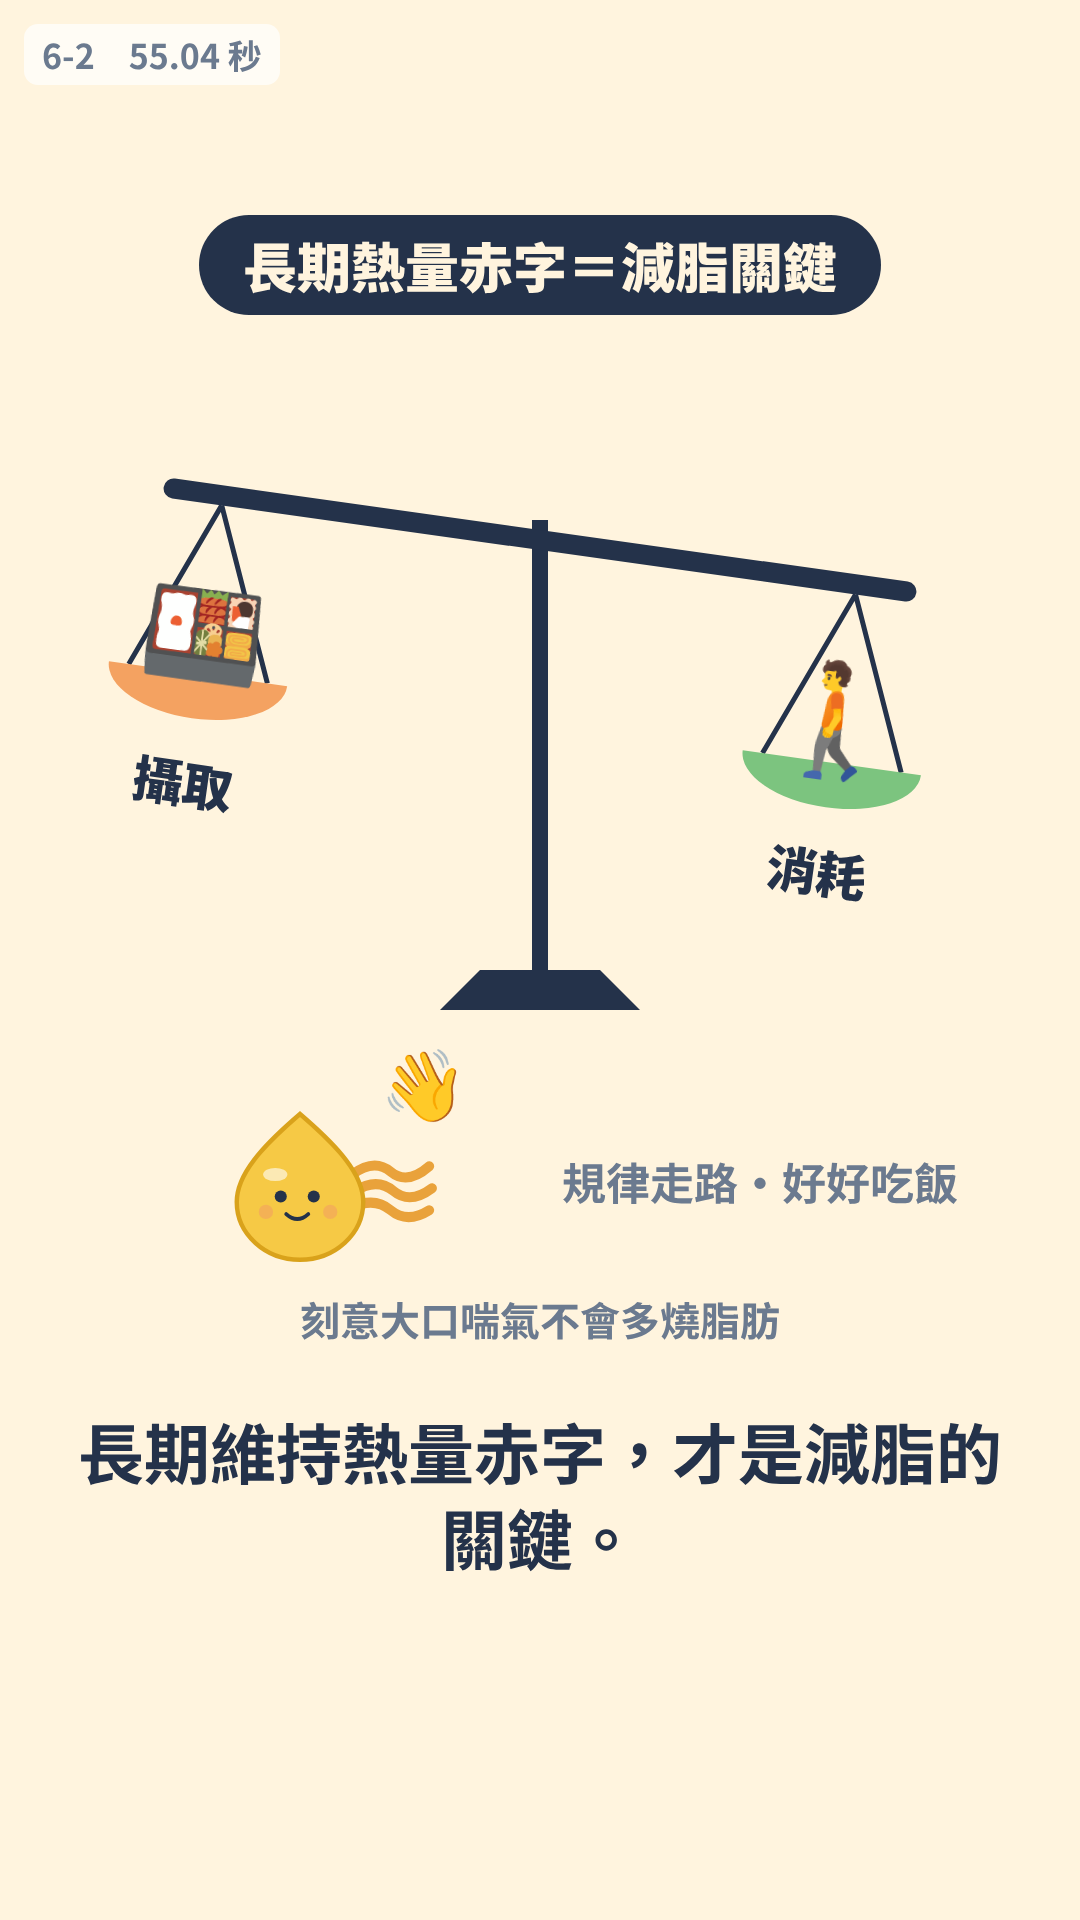 6-2 55.04 秒
長期熱量赤字＝減脂關鍵
攝取
消耗
規律走路・好好吃飯
刻意大口喘氣不會多燒脂肪
長期維持熱量赤字，才是減脂的
關鍵。